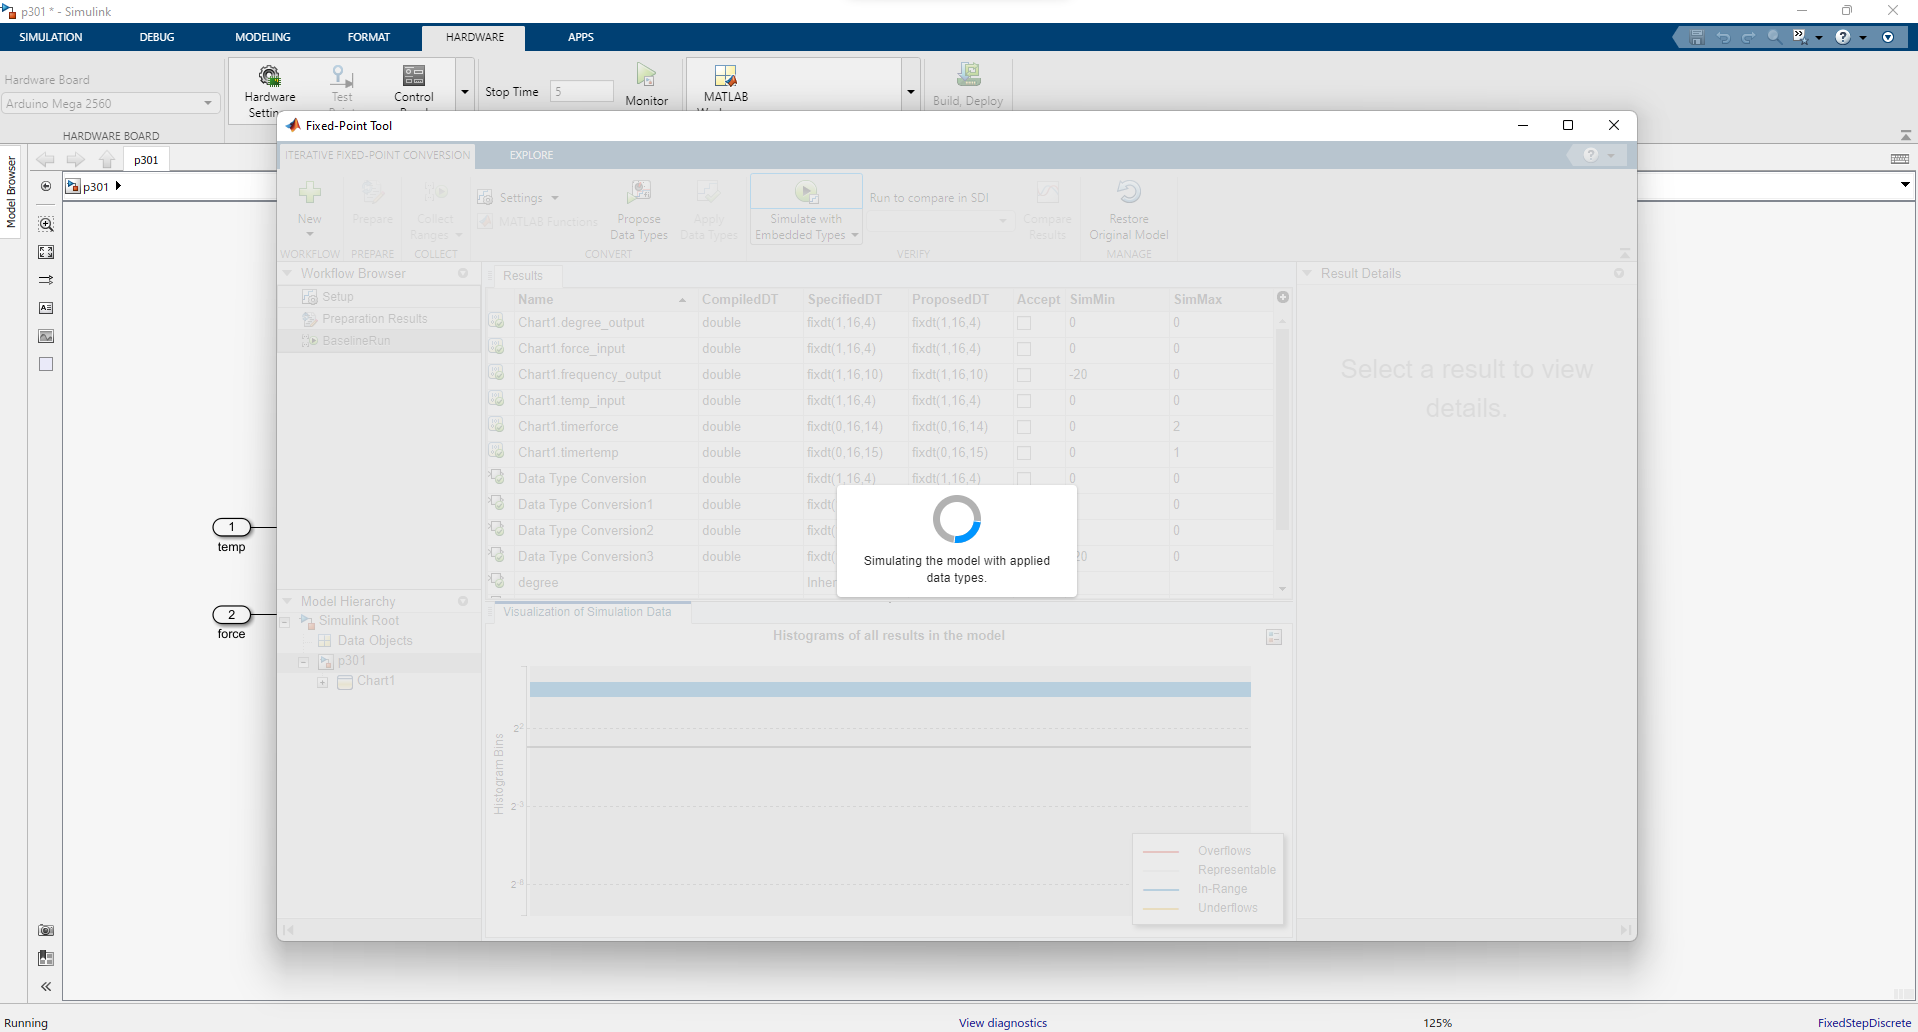 p301 * - Simulink
SIMULATION DEBUG MODELING FORMAT HARDWARE APPS
Hardware Board
Arduino Mega 2560
HARDWARE BOARD
Hardware
Test
Control
Stop Time 5
Monitor
MATLAB
Build, Deploy
Model Browser
p301
p301
1
temp
2
force
Fixed-Point Tool
ITERATIVE FIXED-POINT CONVERSION EXPLORE
New
Prepare
Collect
Ranges
Settings
MATLAB Functions
Propose
Data Types
Apply
Data Types
Simulate with
Embedded Types
Run to compare in SDI
Compare
Results
Restore
Original Model
WORKFLOW PREPARE COLLECT CONVERT VERIFY MANAGE
Workflow Browser
Setup
Preparation Results
BaselineRun
Model Hierarchy
Simulink Root
Data Objects
p301
Chart1
Results
Name CompiledDT SpecifiedDT ProposedDT Accept SimMin SimMax
Chart1.degree_output double fixdt(1,16,4) fixdt(1,16,4) 0 0
Chart1.force_input double fixdt(1,16,4) fixdt(1,16,4) 0 0
Chart1.frequency_output double fixdt(1,16,10) fixdt(1,16,10) -20 0
Chart1.temp_input double fixdt(1,16,4) fixdt(1,16,4) 0 0
Chart1.timerforce double fixdt(0,16,14) fixdt(0,16,14) 0 2
Chart1.timertemp double fixdt(0,16,15) fixdt(0,16,15) 0 1
Data Type Conversion double fixdt(1,16,4) fixdt(1,16,4) 0 0
Data Type Conversion1 double fixdt( 0
Data Type Conversion2 double fixdt( 0
Data Type Conversion3 double fixdt( 20 0
degree Inher
Simulating the model with applied
data types.
Visualization of Simulation Data
Histograms of all results in the model
Histogram Bins
Overflows
Representable
In-Range
Underflows
Result Details
Select a result to view
details.
Running View diagnostics 125% FixedStepDiscrete